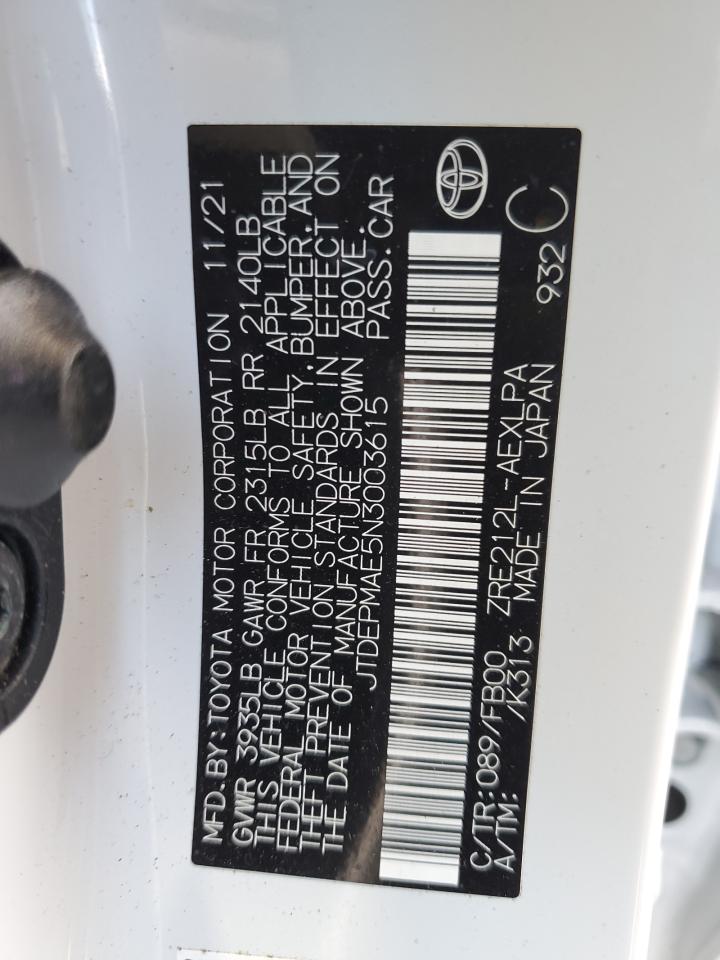 MFD.BY:TOYOTA MOTOR CORPORATION 11/21
GVWR 3935LB GAWR FR 2315LB RR 2140LB
THIS VEHICLE CONFORMS TO ALL APPLICABLE
FEDERAL MOTOR VEHICLE SAFETY,BUMPER,AND
THEFT PREVENTION STANDARDS IN EFFECT ON
THE DATE OF MANUFACTURE SHOWN ABOVE.
JTDEPMAE5N3003615 PASS.CAR
C/TR:089/FB00 ZRE212L-AEXLPA 932 C
A/TM: /K313 MADE IN JAPAN